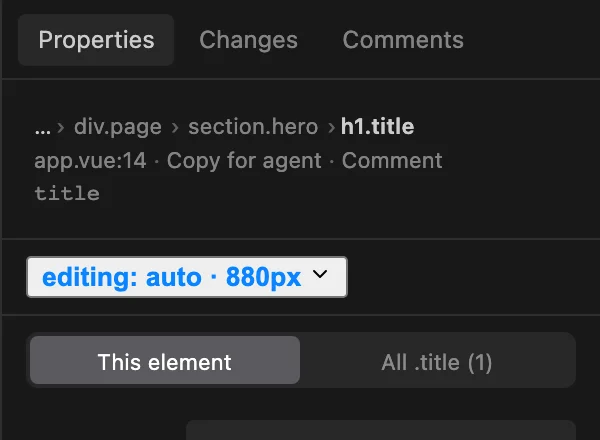 Properties Changes Comments
... › div.page › section.hero › h1.title
app.vue:14 · Copy for agent · Comment
title
editing: auto · 880px
This element All .title (1)